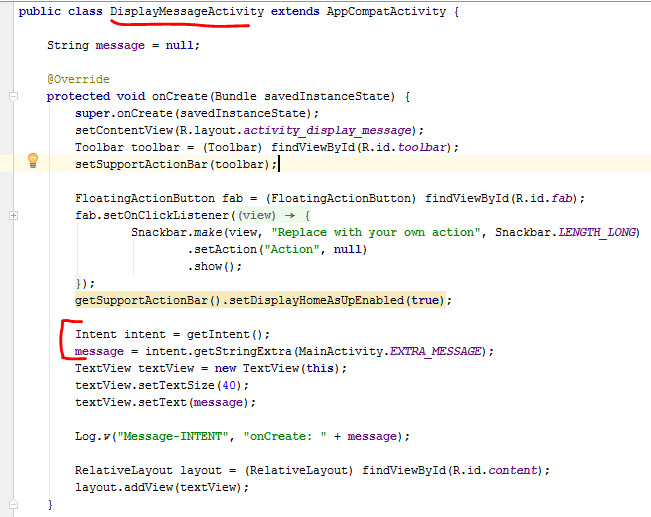 public class DisplayMessageActivity extends AppCompatActivity {
String message = null;
@Override
protected void onCreate(Bundle savedInstanceState) {
super.onCreate(savedInstanceState);
setContentView(R.layout.activity_display_message);
Toolbar toolbar = (Toolbar) findViewById(R.id.toolbar);
setSupportActionBar(toolbar);
FloatingActionButton fab = (FloatingActionButton) findViewById(R.id.fab);
fab.setOnClickListener((view) → {
Snackbar.make(view, "Replace with your own action", Snackbar.LENGTH_LONG)
.setAction("Action", null)
.show();
});
getSupportActionBar().setDisplayHomeAsUpEnabled(true);
Intent intent = getIntent();
message = intent.getStringExtra(MainActivity.EXTRA_MESSAGE);
TextView textView = new TextView(this);
textView.setTextSize(40);
textView.setText(message);
Log.w("Message-INTENT", "onCreate: " + message);
RelativeLayout layout = (RelativeLayout) findViewById(R.id.content);
layout.addView(textView);
}